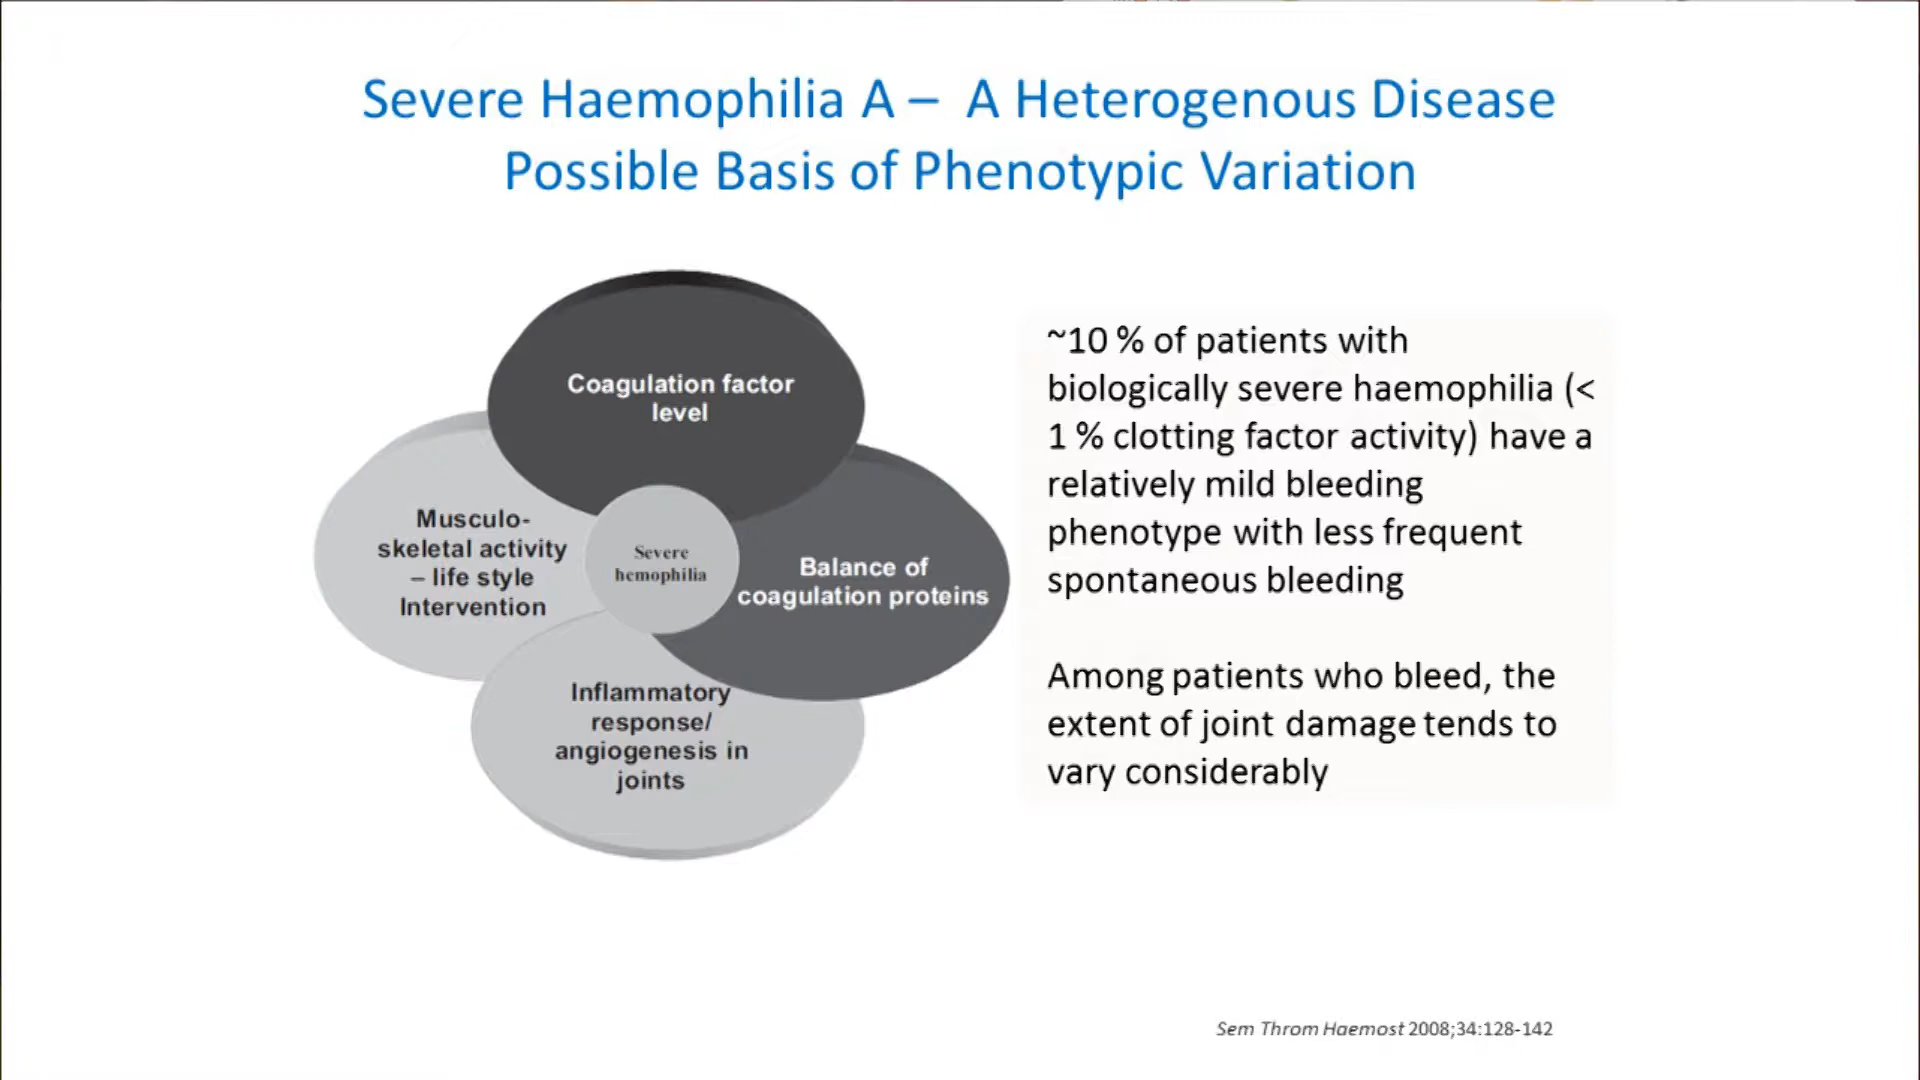 Severe Haemophilia A – A Heterogenous Disease
Possible Basis of Phenotypic Variation
Coagulation factor
level
Musculo-
skeletal activity
– life style
Intervention
Severe
hemophilia
Balance of
coagulation proteins
Inflammatory
response/
angiogenesis in
joints
~10 % of patients with
biologically severe haemophilia (<
1 % clotting factor activity) have a
relatively mild bleeding
phenotype with less frequent
spontaneous bleeding
Among patients who bleed, the
extent of joint damage tends to
vary considerably
Sem Throm Haemost 2008;34:128-142